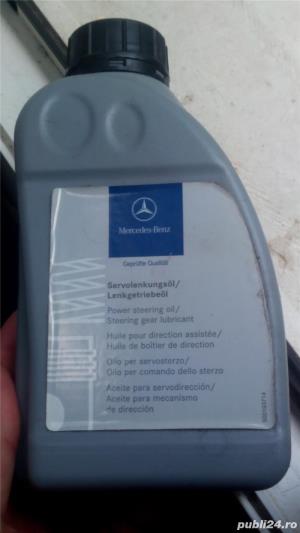 Mercedes-Benz
Geprüfte Qualität
Servolenkungsöl/
Lenkgetriebeöl
Power steering oil/
Steering gear lubricant
Huile pour direction assistée/
Huile de boîtier de direction
Olio per servosterzo/
Olio per comando dello sterzo
Aceite para servodirección/
Aceite para mecanismo
de dirección
publi24.ro